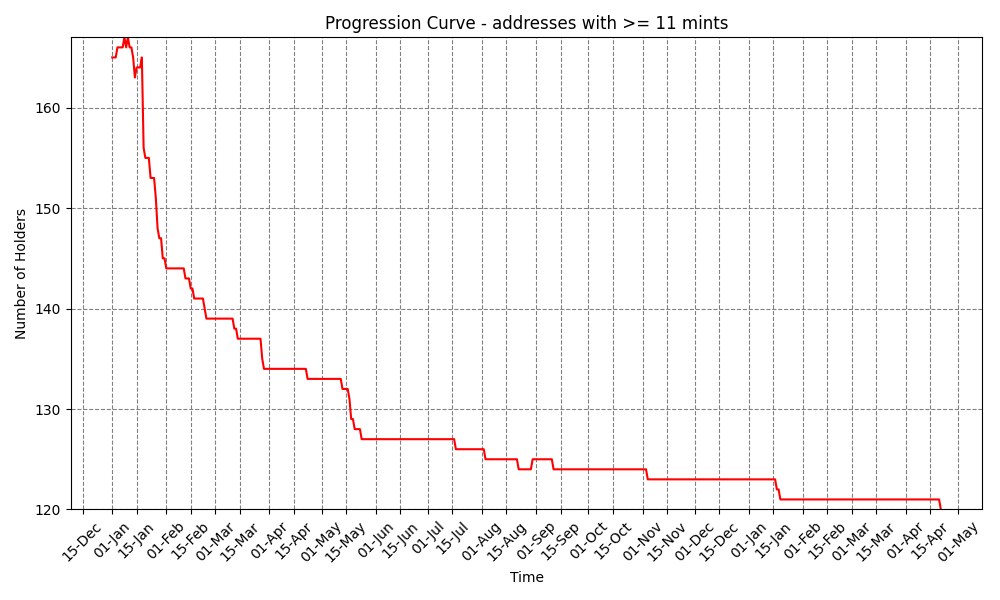 Progression Curve - addresses with >= 11 mints
Number of Holders
160
150
140
130
120
15-Dec
01-Jan
15-Jan
01-Feb
15-Feb
01-Mar
15-Mar
01-Apr
15-Apr
01-May
15-May
01-Jun
15-Jun
01-Jul
15-Jul
01-Aug
15-Aug
01-Sep
15-Sep
01-Oct
15-Oct
01-Nov
15-Nov
01-Dec
15-Dec
01-Jan
15-Jan
01-Feb
15-Feb
01-Mar
15-Mar
01-Apr
15-Apr
01-May
Time